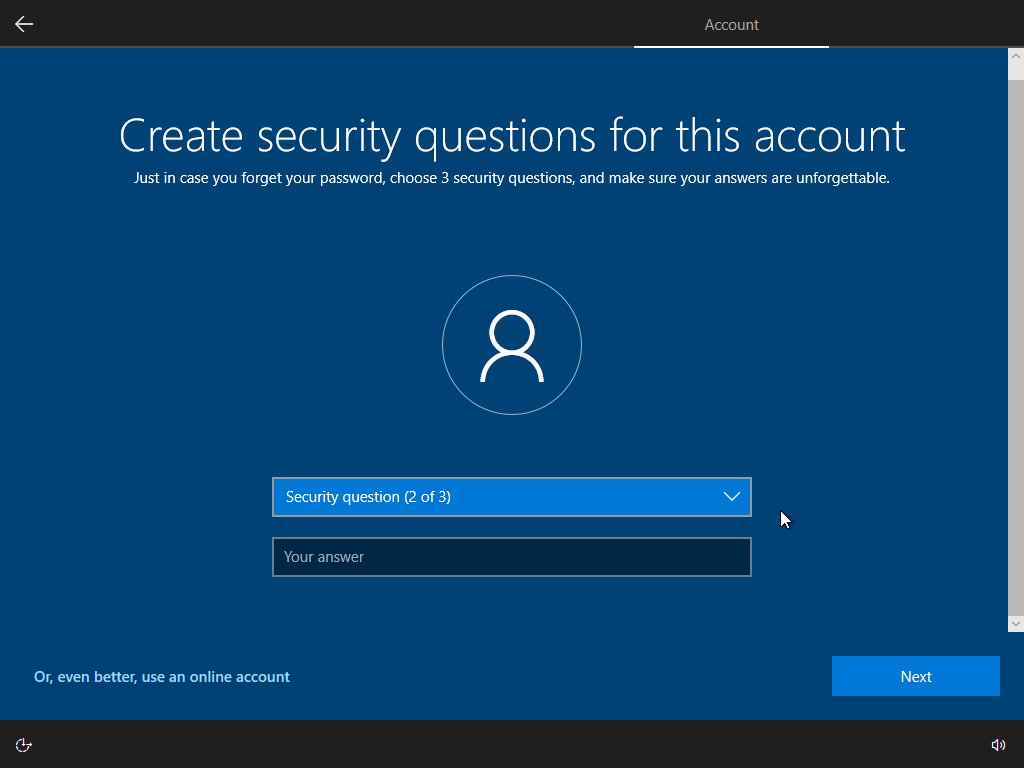 Account
Create security questions for this account
Just in case you forget your password, choose 3 security questions, and make sure your answers are unforgettable.
Security question (2 of 3)
Your answer
Or, even better, use an online account
Next